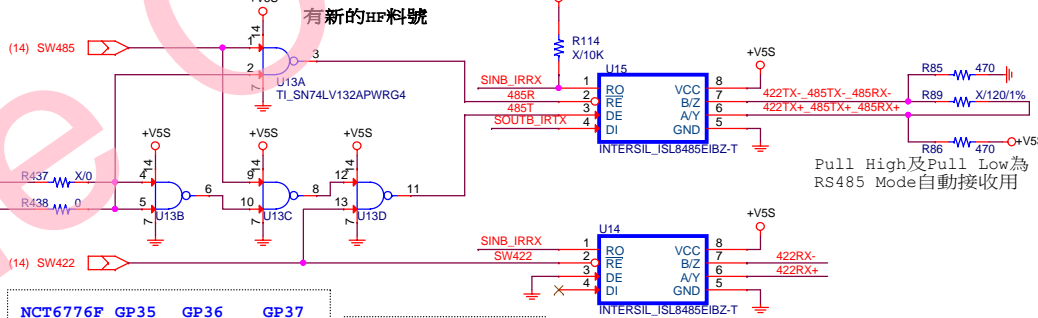 +V5S
有新的HF料號
(14) SW485
1
2
14
7
3
U13A
TI_SN74LV132APWRG4
R114
X/10K
U15
SINB_IRRX
485R
485T
SOUTB_IRTX
1
2
3
4
RO
RE
DE
DI
VCC
B/Z
A/Y
GND
8
7
6
5
INTERSIL_ISL8485EIBZ-T
+V5S
422TX-_485TX-_485RX-
422TX+_485TX+_485RX+
R85
470
R89
X/120/1%
R86
470
+V5S
Pull High及Pull Low為
RS485 Mode自動接收用
+V5S
+V5S
+V5S
R437
X/0
R438
0
4
5
14
7
6
U13B
9
10
14
7
8
U13C
12
13
14
7
11
U13D
(14) SW422
U14
SINB_IRRX
SW422
1
2
3
4
RO
RE
DE
DI
VCC
B/Z
A/Y
GND
8
7
6
5
INTERSIL_ISL8485EIBZ-T
+V5S
422RX-
422RX+
NCT6776F GP35 GP36 GP37